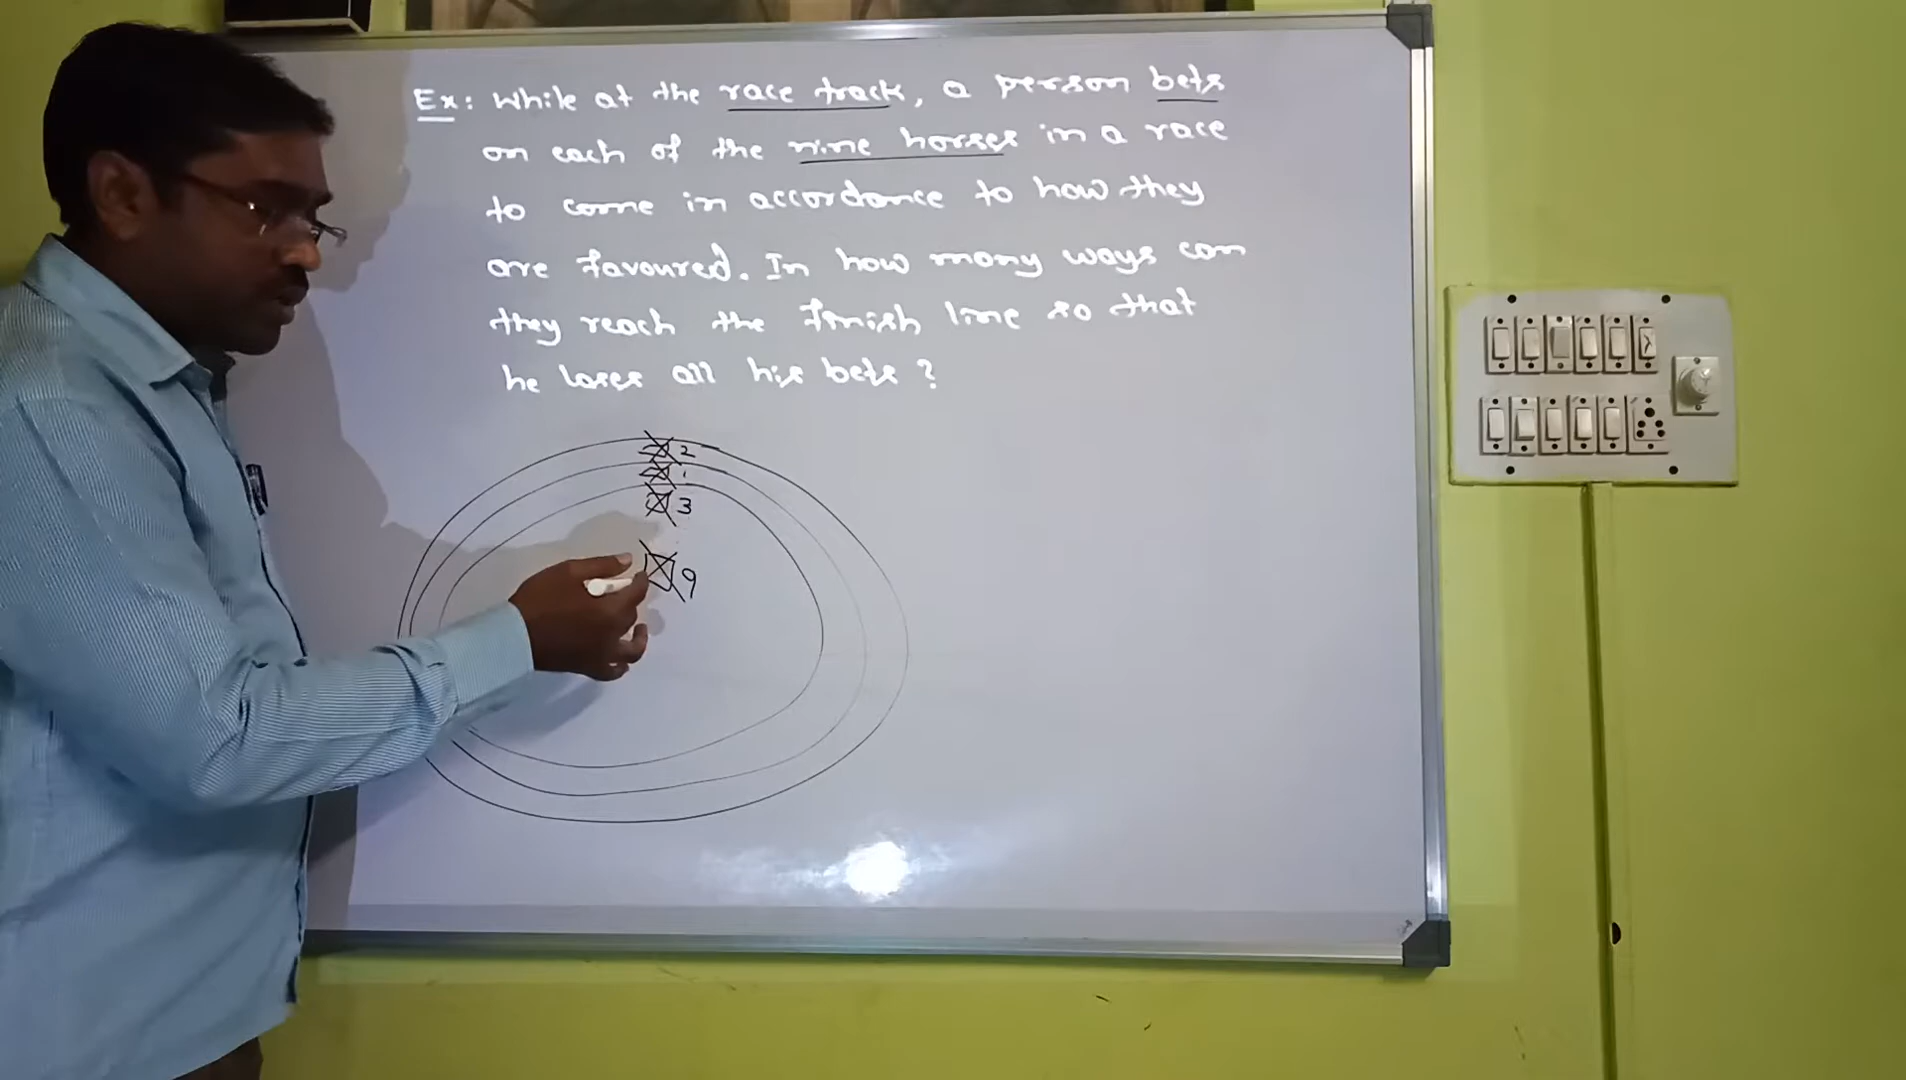 Ex: While at the race track, a person bets
on each of the nine horses in a race
to come in accordance to how they
are favoured. In how many ways can
they reach the finish line so that
he loses all his bets?
2
1
3
9